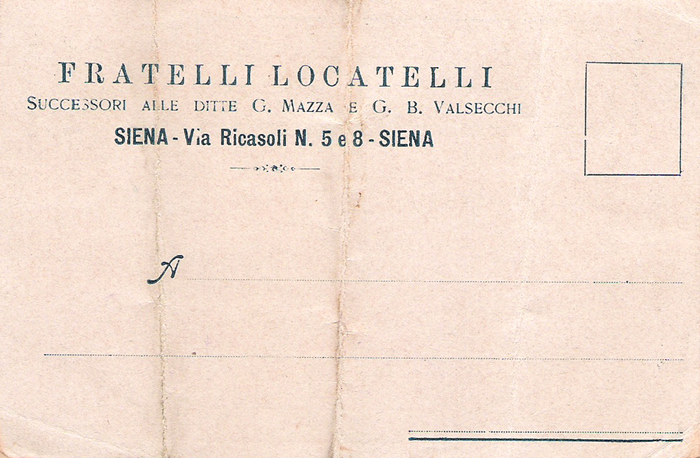 FRATELLI LOCATELLI
SUCCESSORI ALLE DITTE G. MAZZA E G. B. VALSECCHI
SIENA - Via Ricasoli N. 5 e 8 - SIENA
A